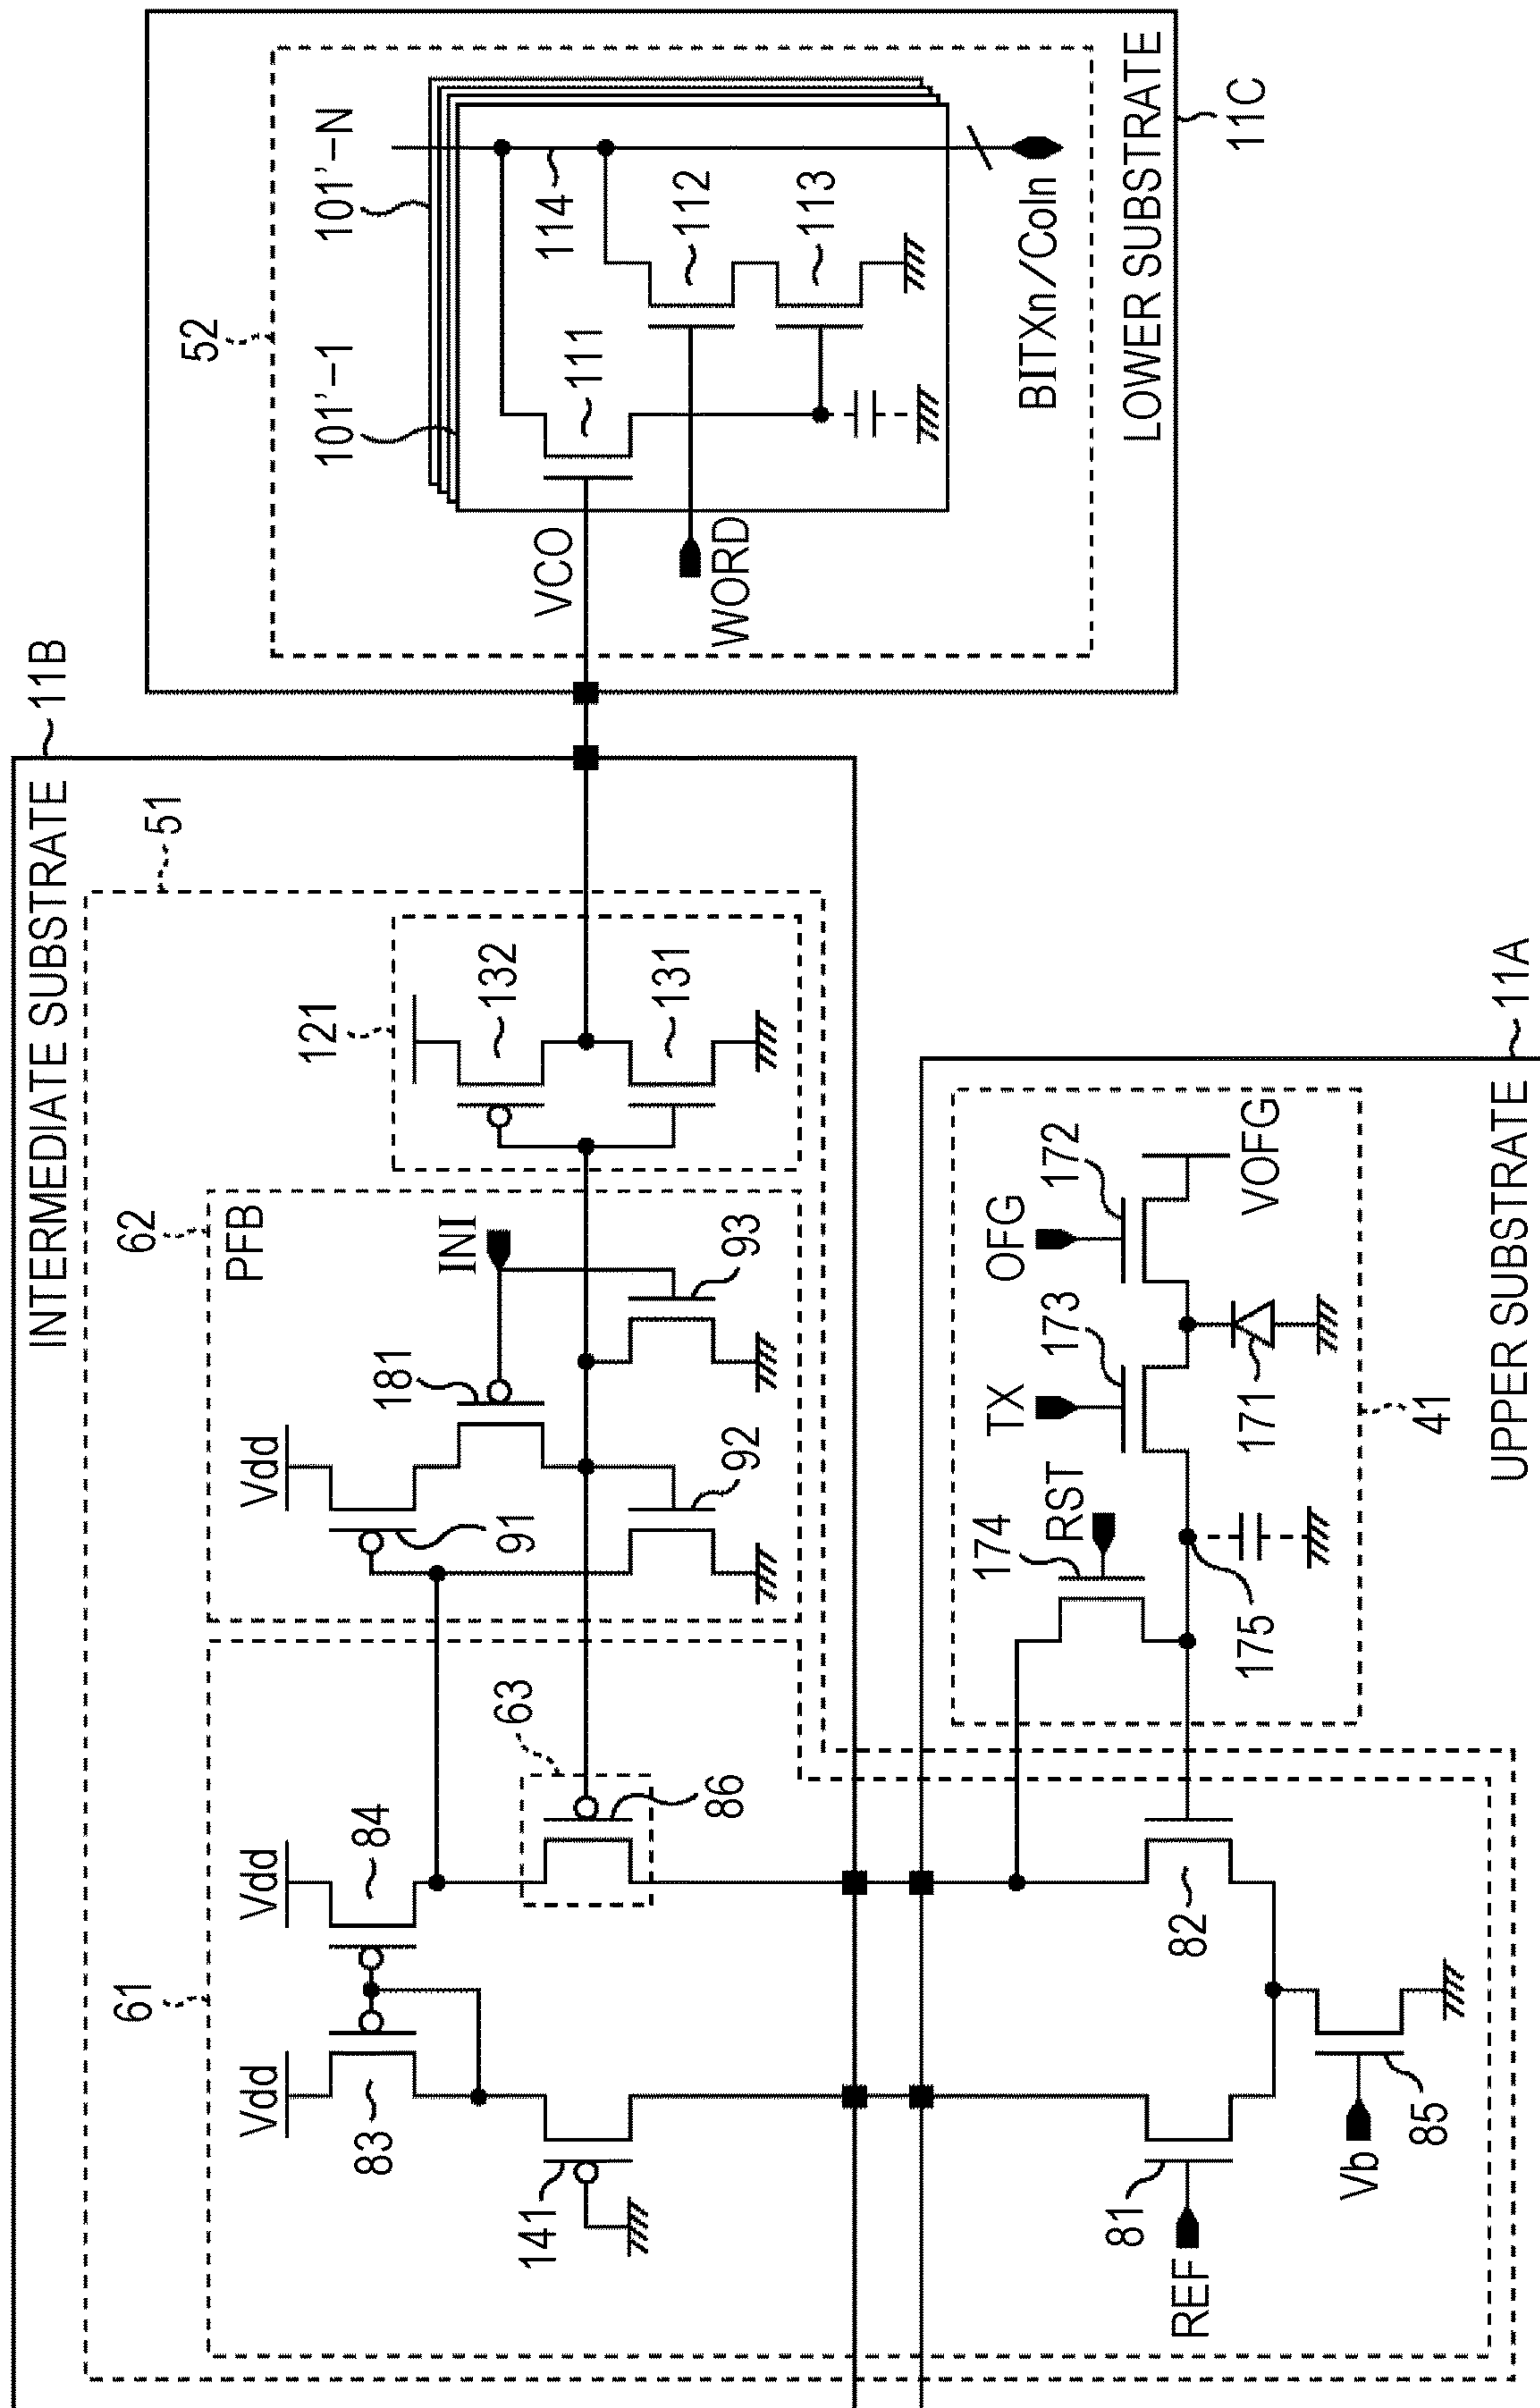 INTERMEDIATE SUBSTRATE
11B
51
61
Vdd
83
Vdd
84
141
63
86
62
PFB
Vdd
91
181
INI
92
93
121
132
131
52
101'-1
101'-N
VCO
111
WORD
114
112
113
BITXn/Coln
LOWER SUBSTRATE
11C
REF
81
82
Vb
85
174
RST
175
TX
173
171
OFG
172
VOFG
41
UPPER SUBSTRATE
11A